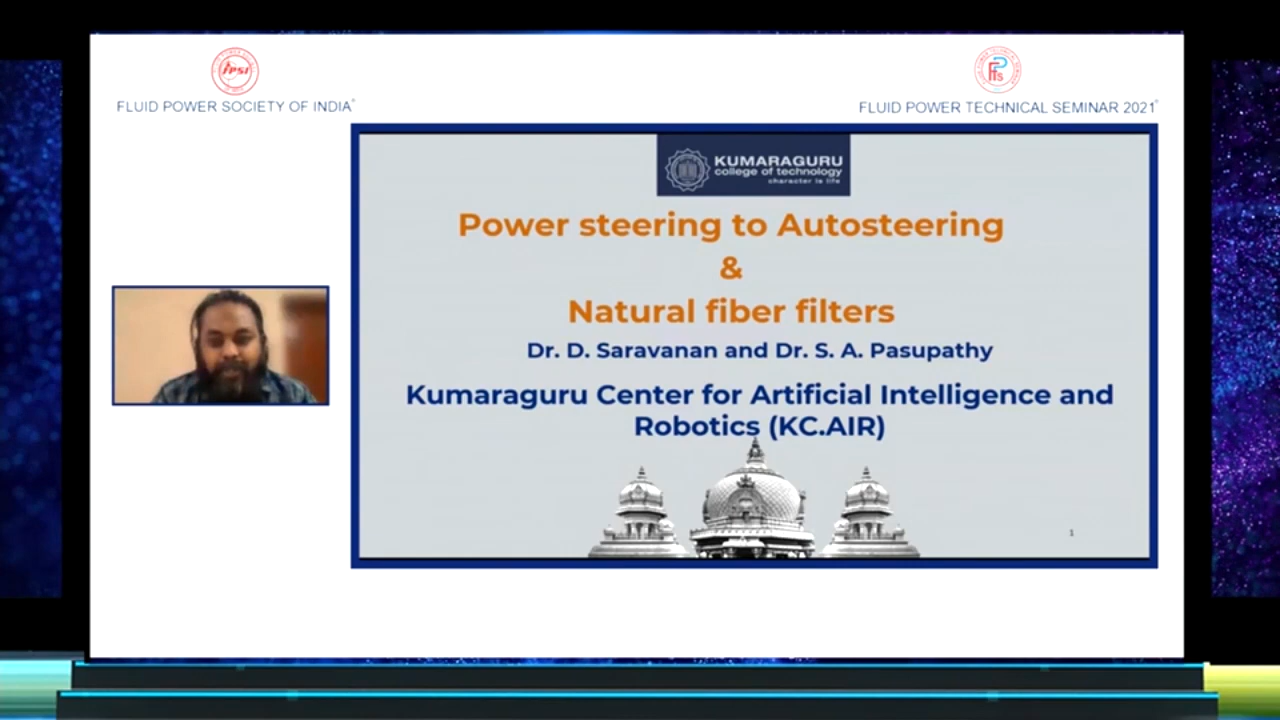 FPSI
FLUID POWER SOCIETY OF INDIA
FLUID POWER TECHNICAL SEMINAR 2021
KUMARAGURU
college of technology
character is life
Power steering to Autosteering
&
Natural fiber filters
Dr. D. Saravanan and Dr. S. A. Pasupathy
Kumaraguru Center for Artificial Intelligence and
Robotics (KC.AIR)
1